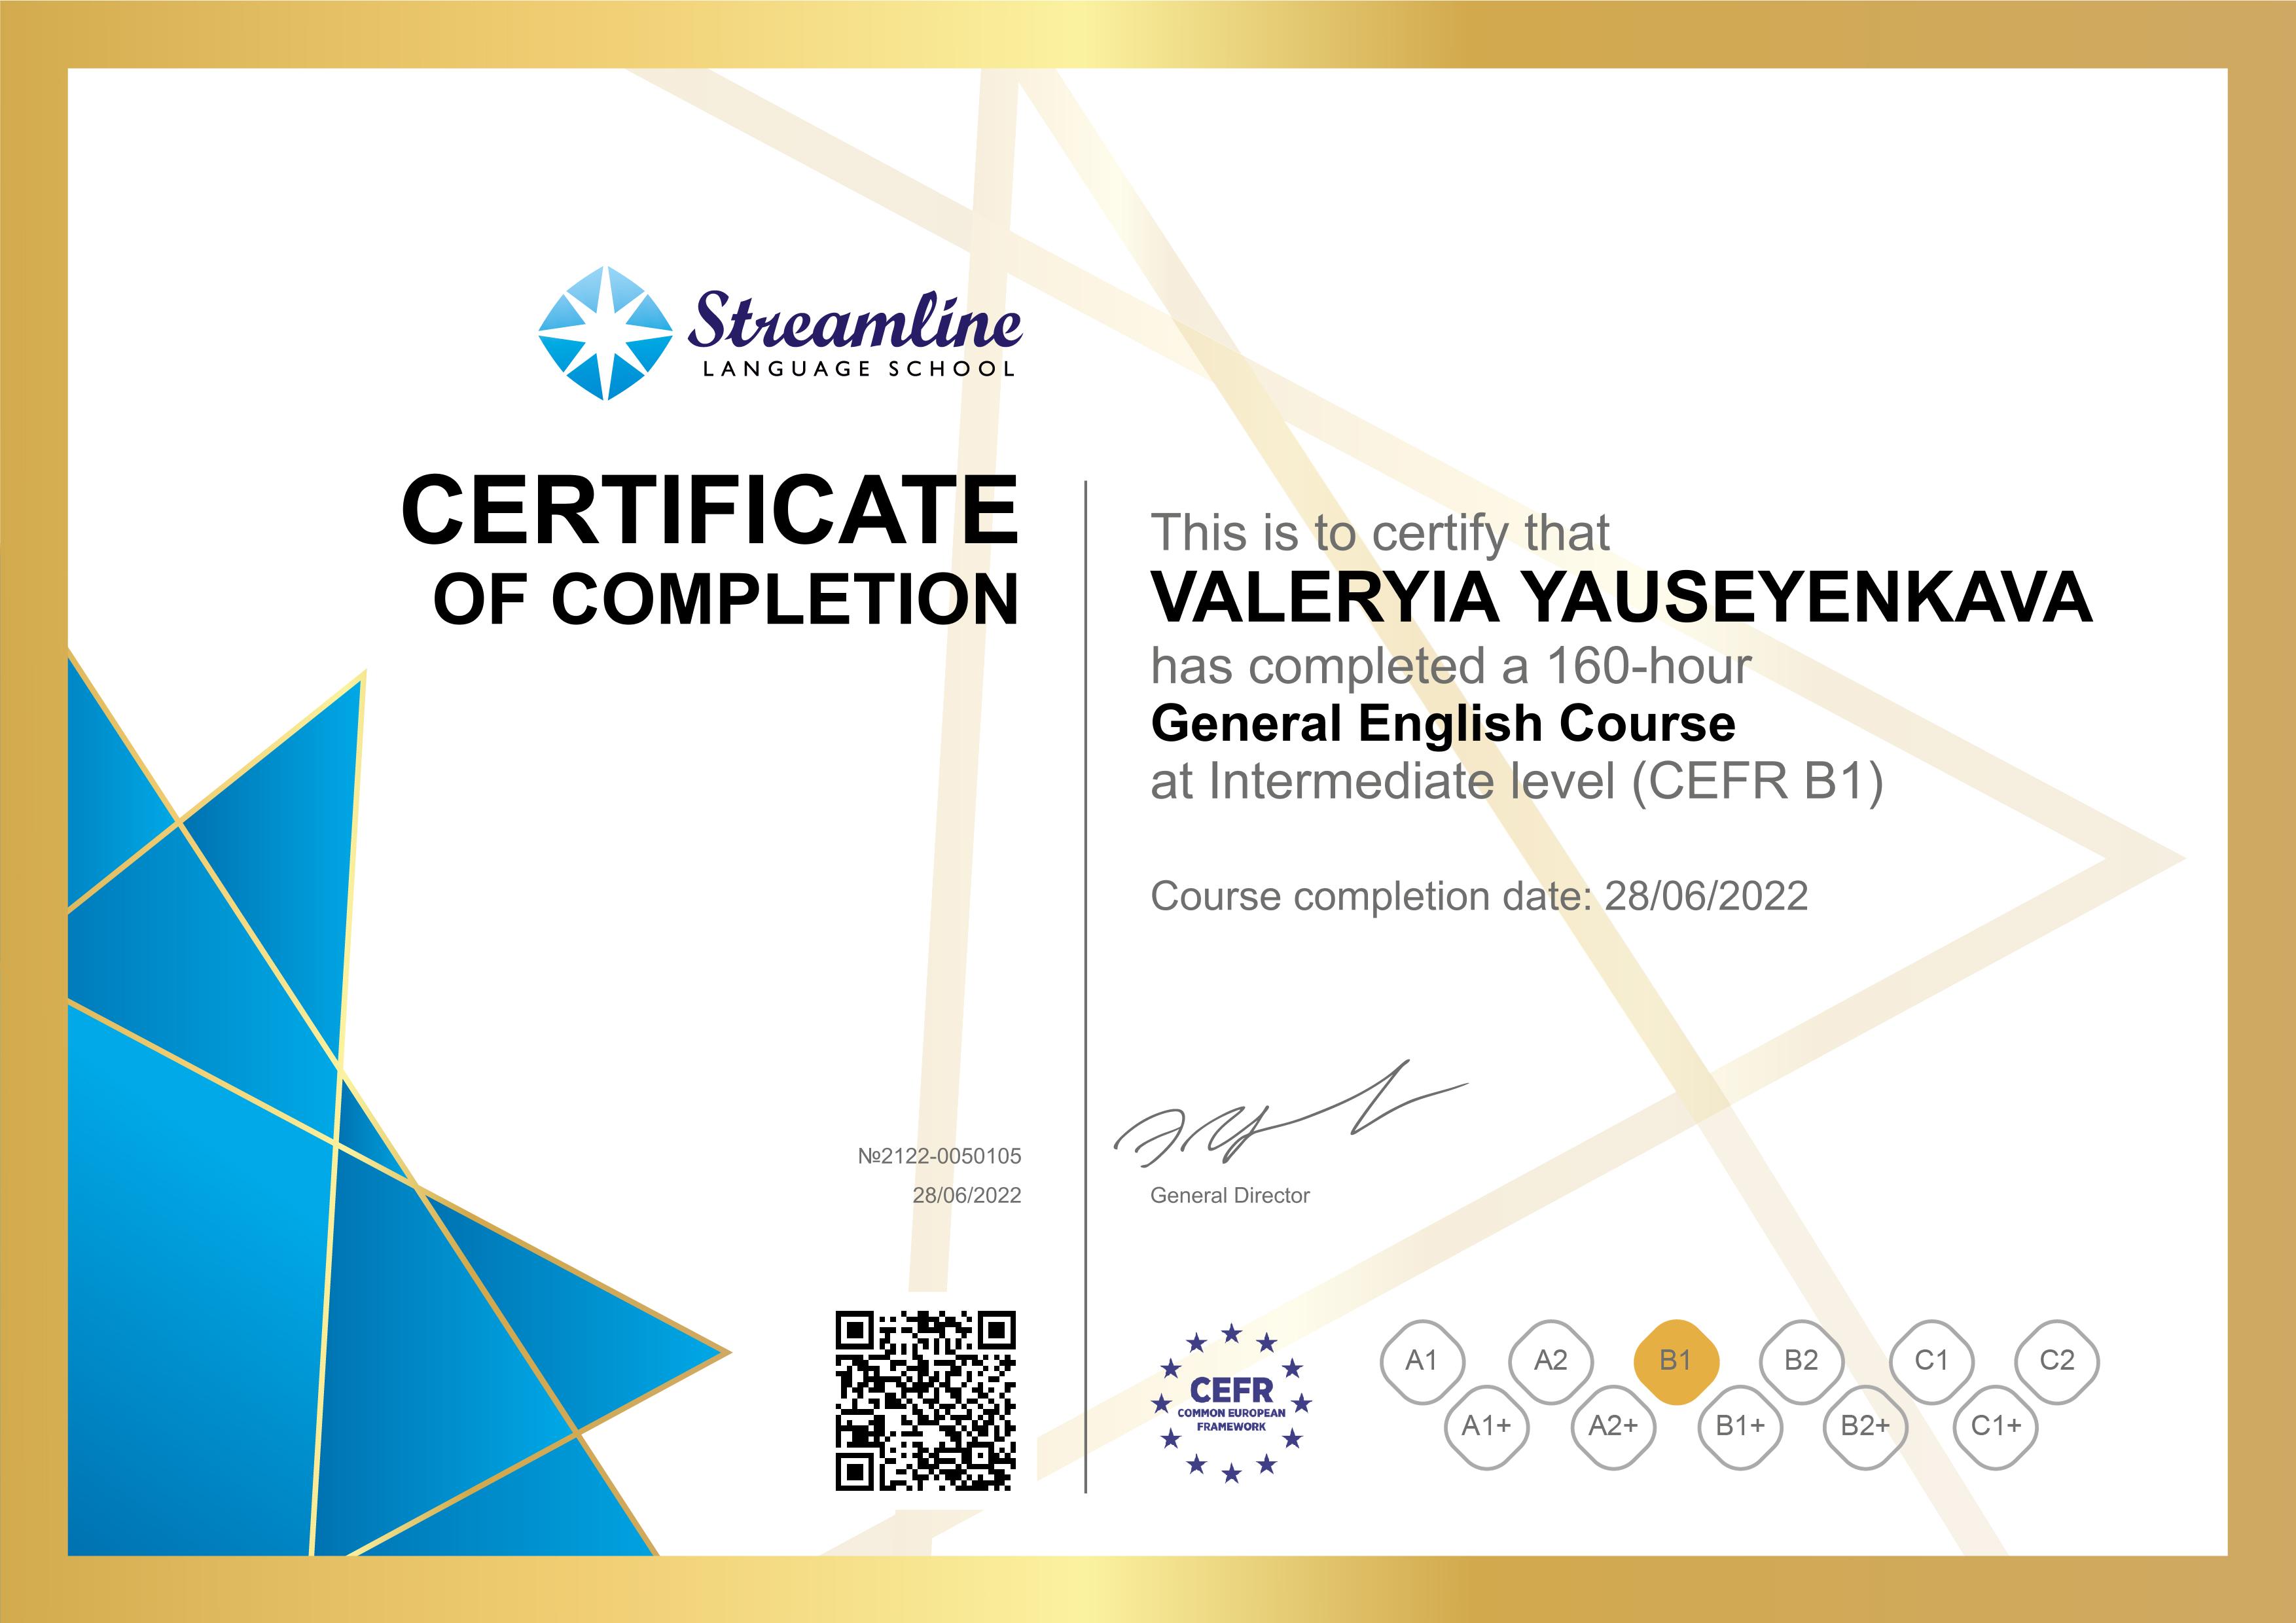 Streamline
LANGUAGE SCHOOL
CERTIFICATE
OF COMPLETION
This is to certify that
VALERYIA YAUSEYENKAVA
has completed a 160-hour
General English Course
at Intermediate level (CEFR B1)
Course completion date: 28/06/2022
№2122-0050105
28/06/2022
General Director
CEFR
COMMON EUROPEAN
FRAMEWORK
A1 A2 B1 B2 C1 C2
A1+ A2+ B1+ B2+ C1+